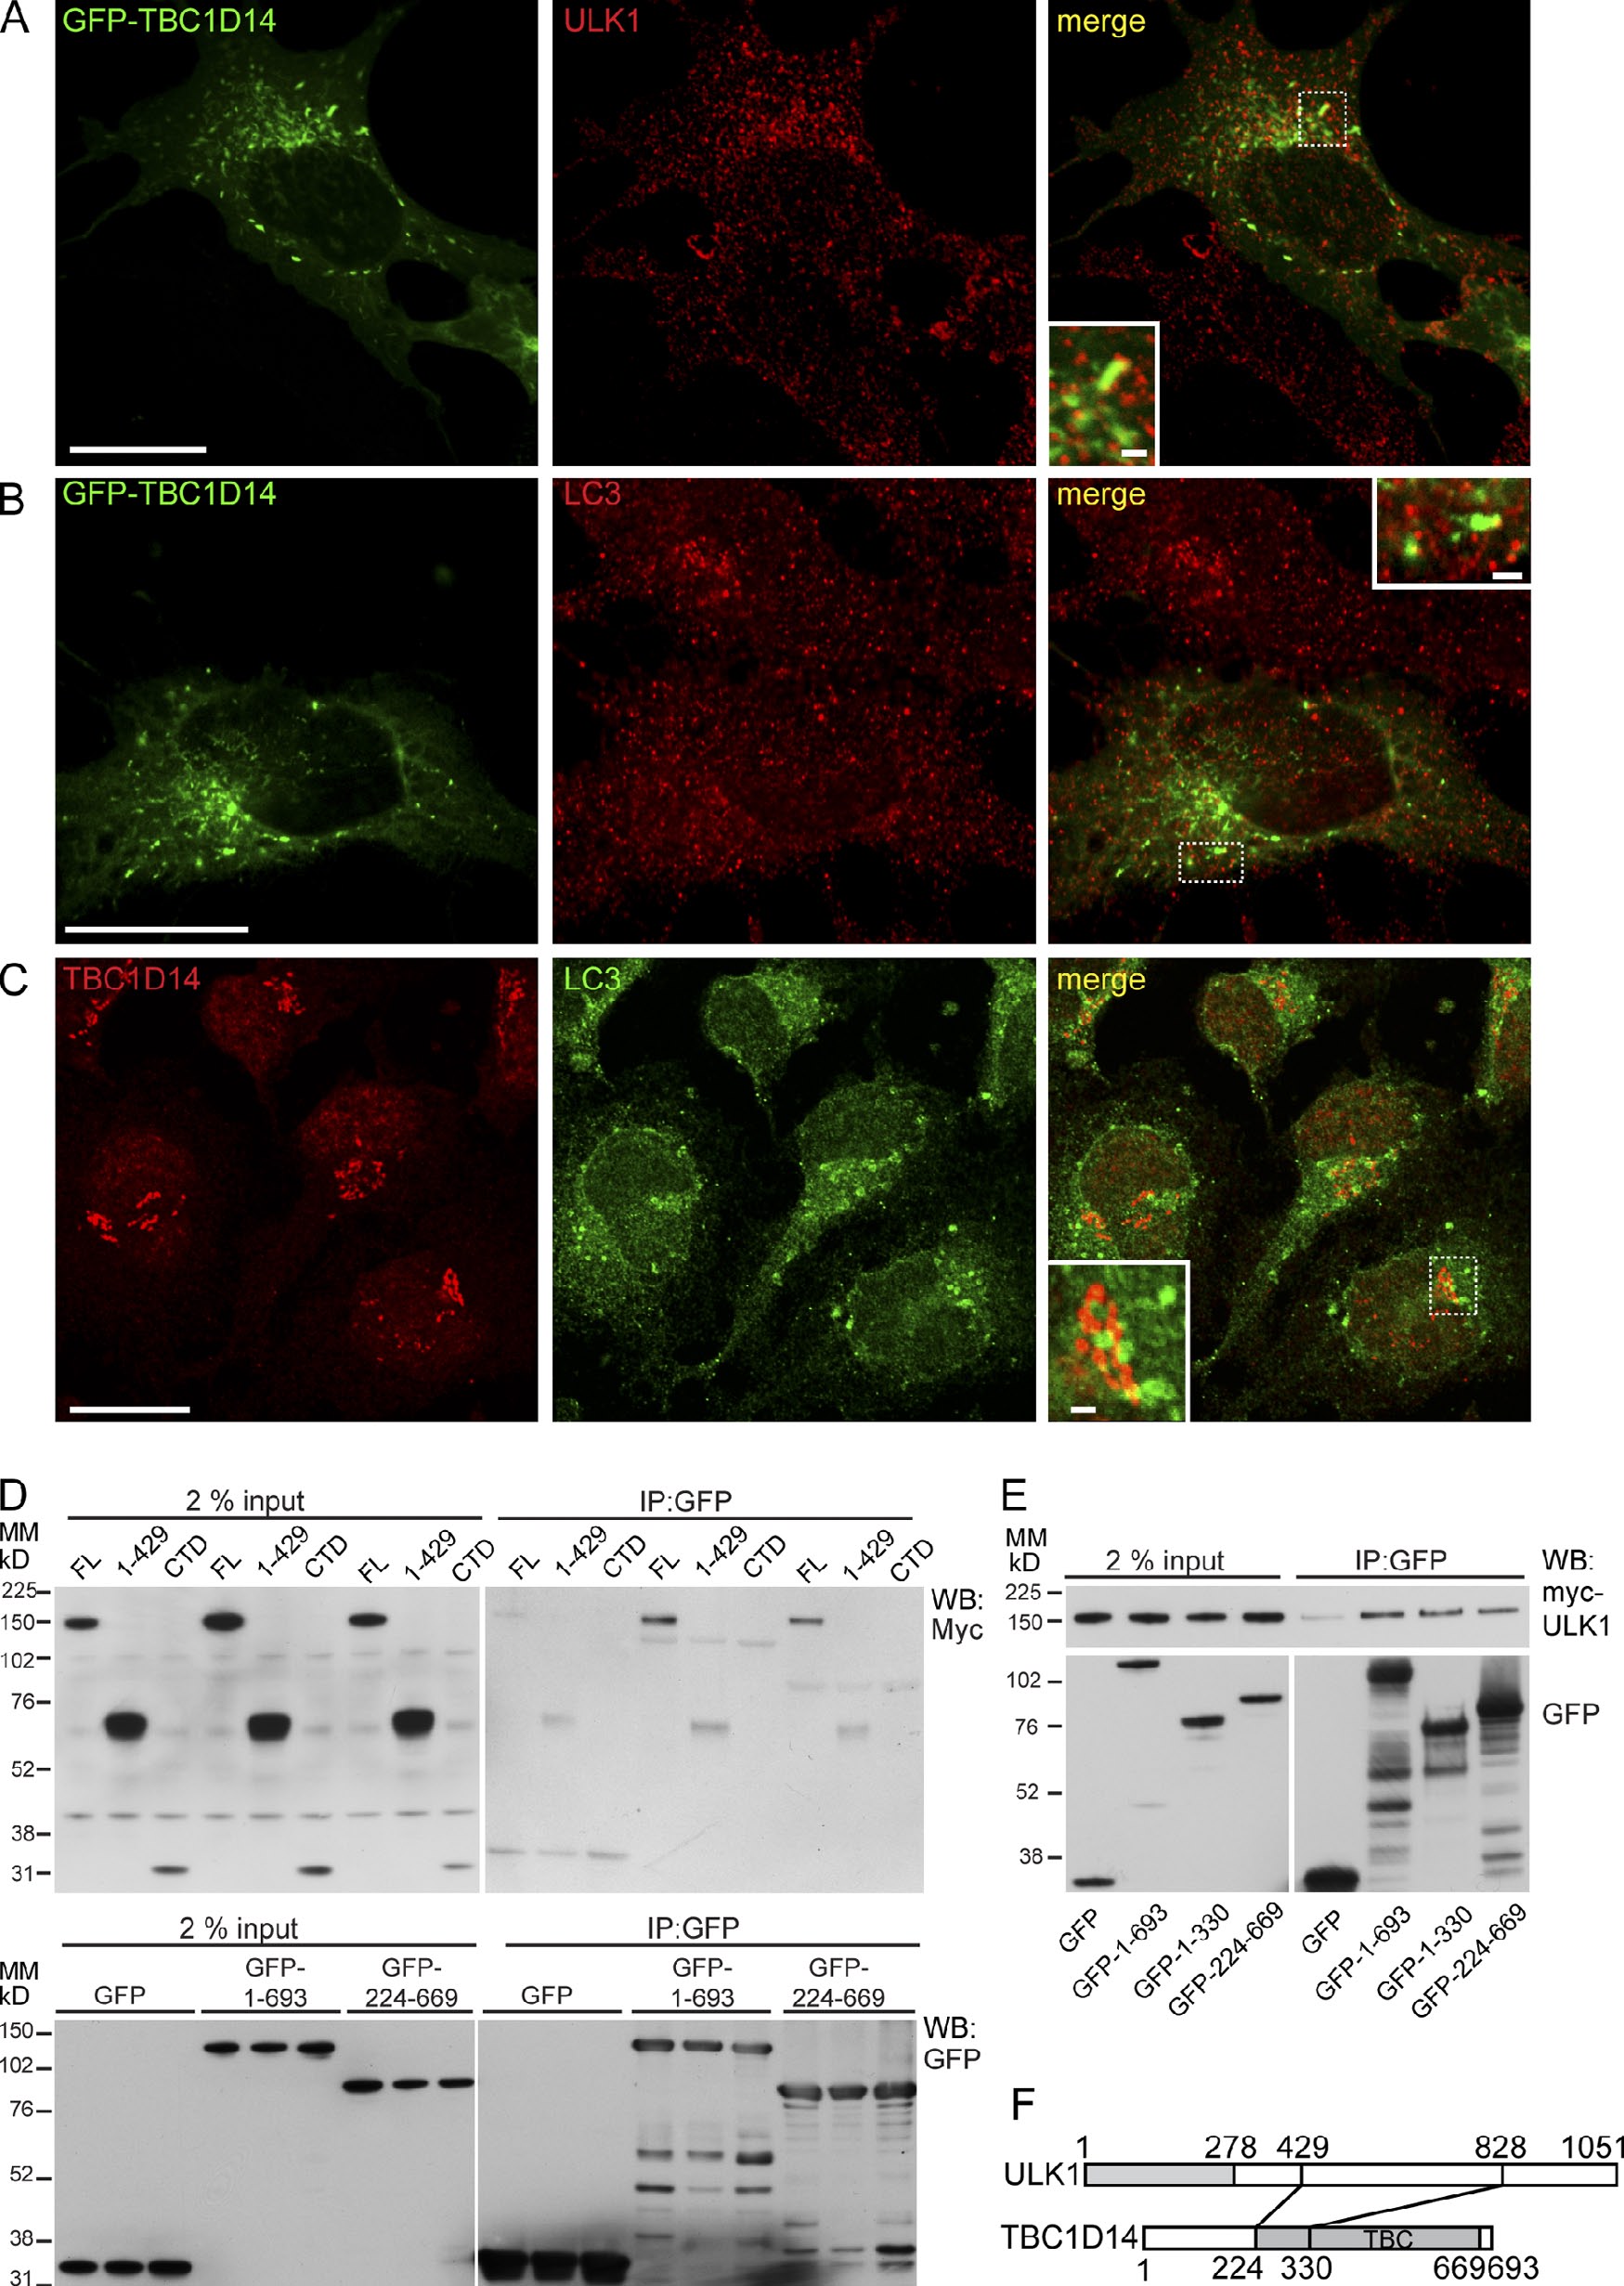 A
GFP-TBC1D14
ULK1
merge
B
GFP-TBC1D14
LC3
merge
C
TBC1D14
LC3
merge
D
2 % input
IP:GFP
MM
kD
FL
1-429
CTD
FL
1-429
CTD
FL
1-429
CTD
FL
1-429
CTD
FL
1-429
CTD
FL
1-429
CTD
225
150
102
76
52
38
31
WB:
Myc
2 % input
IP:GFP
MM
kD
GFP
GFP-
1-693
GFP-
224-669
GFP
GFP-
1-693
GFP-
224-669
150
102
76
52
38
31
WB:
GFP
E
MM
kD
2 % input
IP:GFP
WB:
225
150
myc-
ULK1
102
76
52
38
GFP
GFP
GFP-1-693
GFP-1-330
GFP-224-669
GFP
GFP-1-693
GFP-1-330
GFP-224-669
F
1 278 429 828 1051
ULK1
TBC1D14
TBC
1 224 330 669693